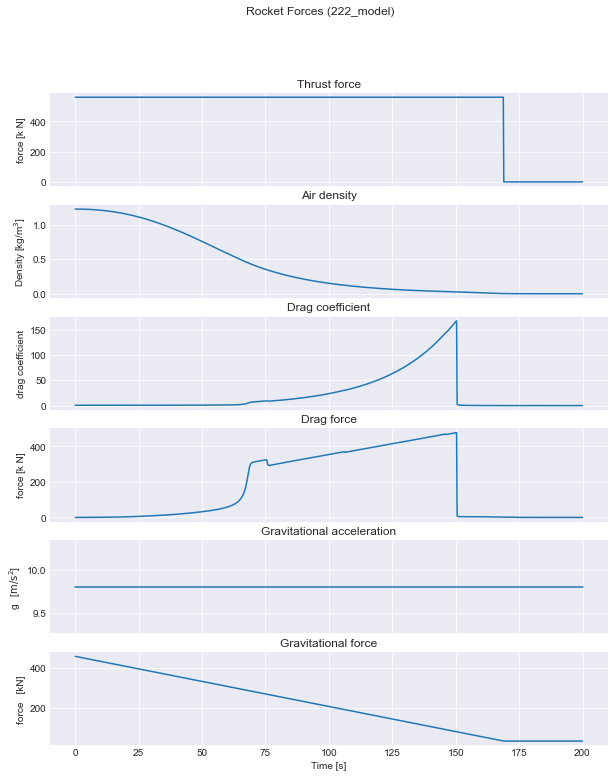 Rocket Forces (222_model)
Thrust force
force [k N]
400
200
0
Air density
Density [kg/m³]
1.0
0.5
0.0
Drag coefficient
drag coefficient
150
100
50
0
Drag force
force [k N]
400
200
0
Gravitational acceleration
g [m/s²]
10.0
9.5
Gravitational force
force [kN]
400
200
0 25 50 75 100 125 150 175 200
Time [s]